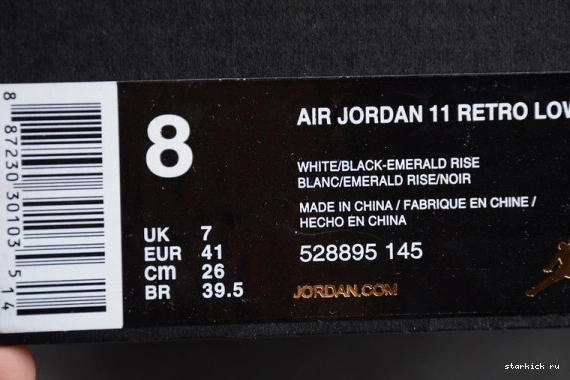 8 87230 30103 5 14
8
AIR JORDAN 11 RETRO LOW
WHITE/BLACK-EMERALD RISE
BLANC/EMERALD RISE/NOIR
MADE IN CHINA / FABRIQUE EN CHINE /
HECHO EN CHINA
UK 7
EUR 41
cm 26
BR 39.5
528895 145
JORDAN.COM
starkick ru